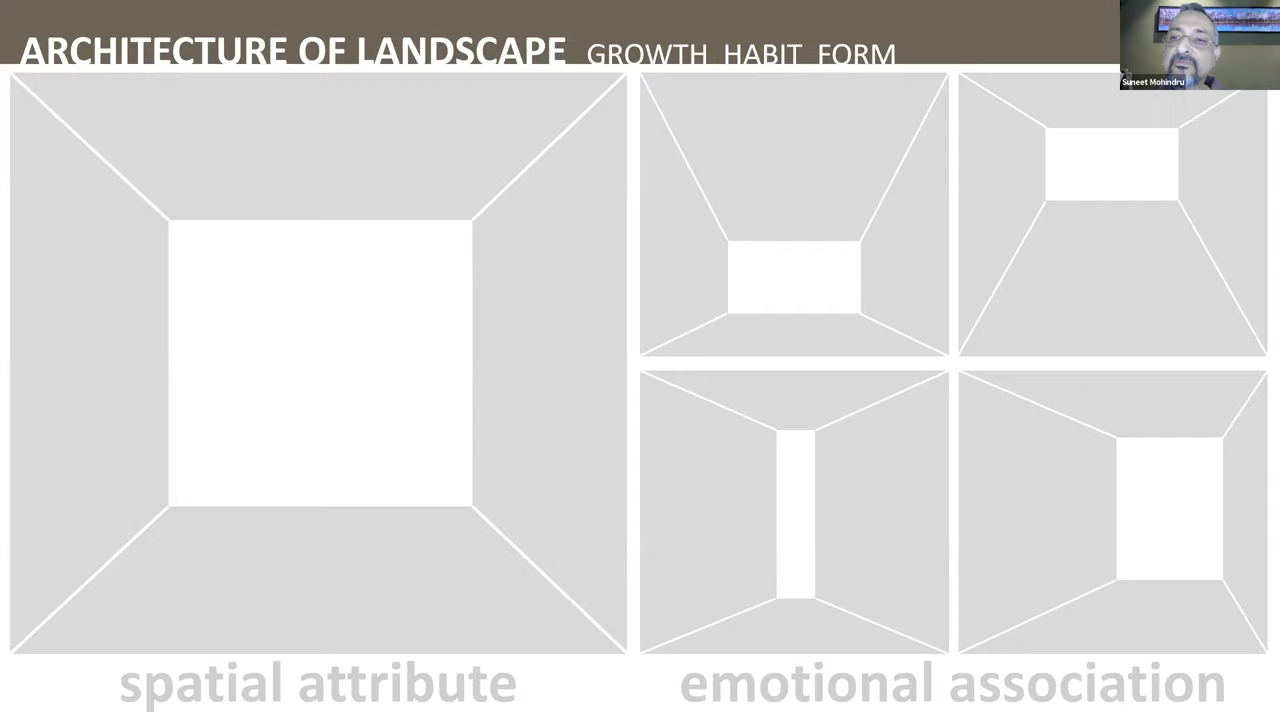 ARCHITECTURE OF LANDSCAPE GROWTH HABIT FORM
Suneet Mohindru
spatial attribute
emotional association